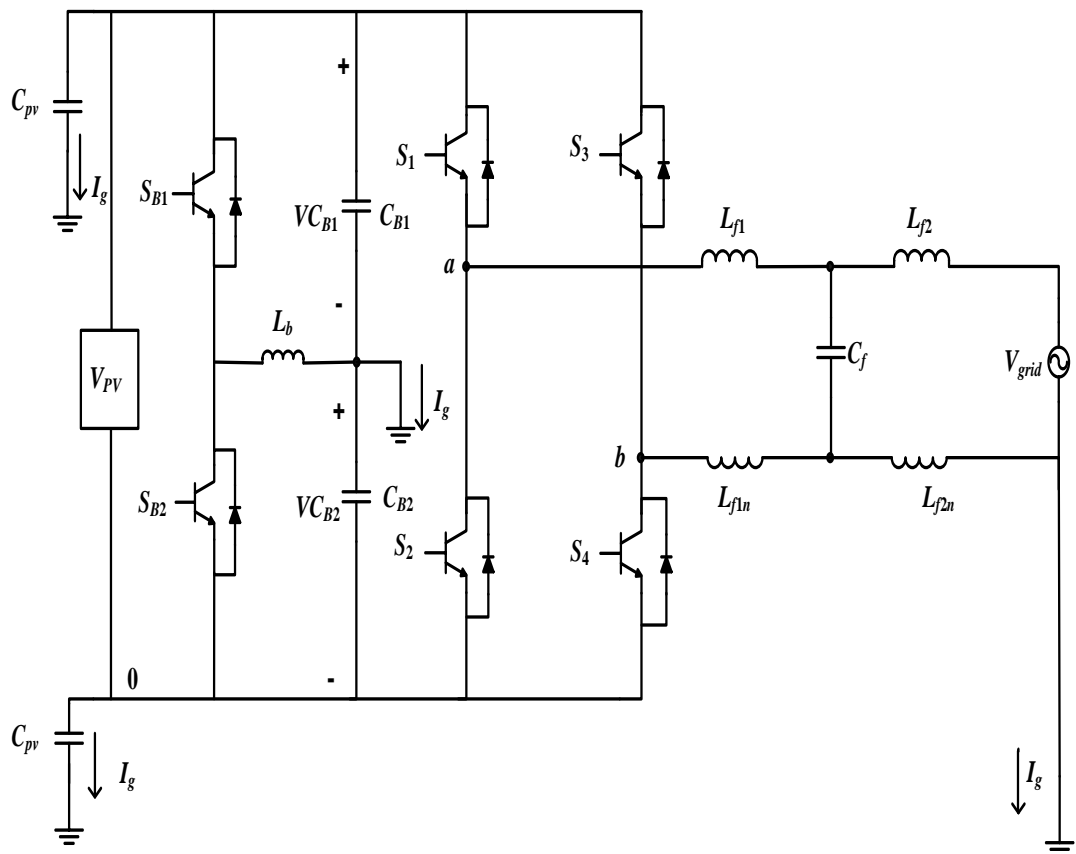 +
C_pv
S_1
S_3
I_g
S_B1
VC_B1
C_B1
L_f1
L_f2
a
-
L_b
V_PV
C_f
V_grid
+
I_g
b
S_B2
VC_B2
C_B2
L_f1n
L_f2n
S_2
S_4
0
-
C_pv
I_g
I_g